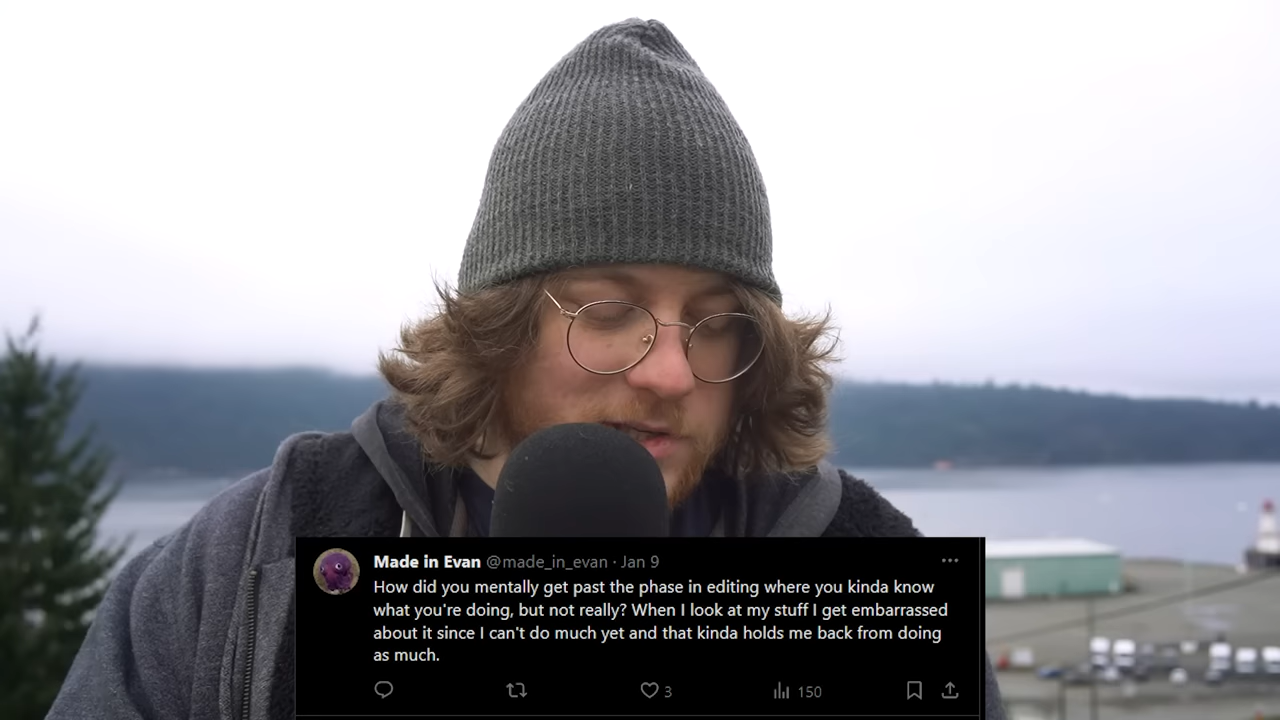 Made in Evan @made_in_evan · Jan 9
How did you mentally get past the phase in editing where you kinda know
what you're doing, but not really? When I look at my stuff I get embarrassed
about it since I can't do much yet and that kinda holds me back from doing
as much.
3 150